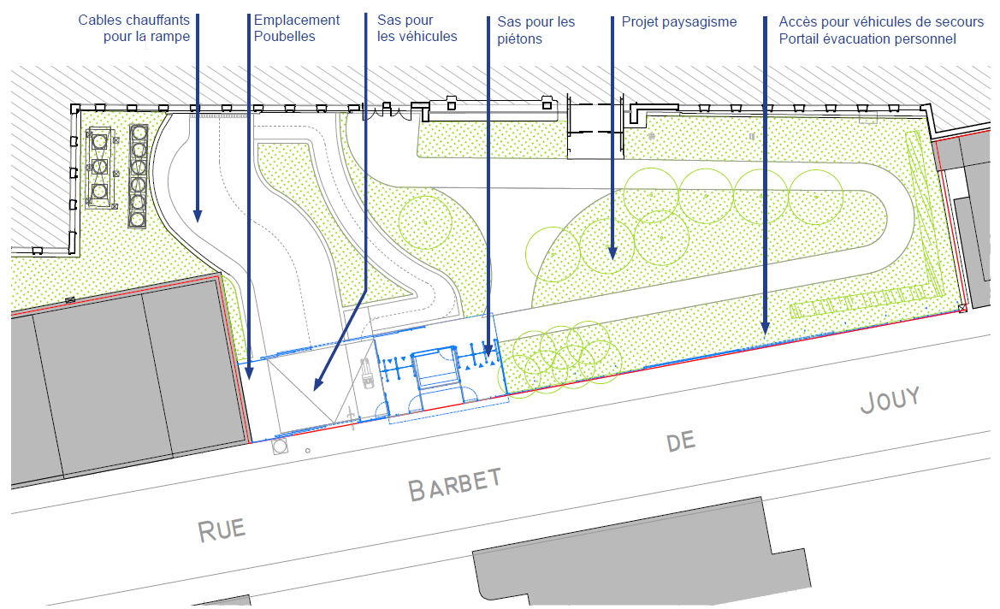 Cables chauffants
pour la rampe
Emplacement
Poubelles
Sas pour
les véhicules
Sas pour les
piétons
Projet paysagisme
Accès pour véhicules de secours
Portail évacuation personnel
RUE BARBET DE JOUY